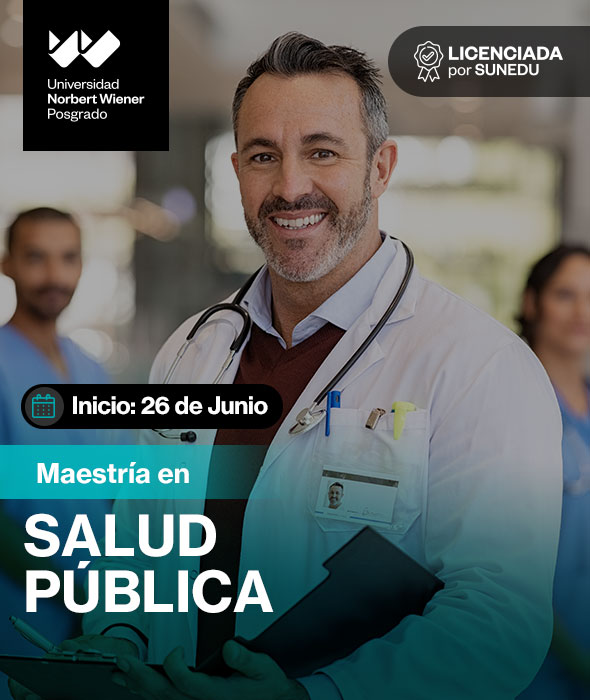 Universidad
Norbert Wiener
Posgrado
LICENCIADA
por SUNEDU
Inicio: 26 de Junio
Maestría en
SALUD
PÚBLICA